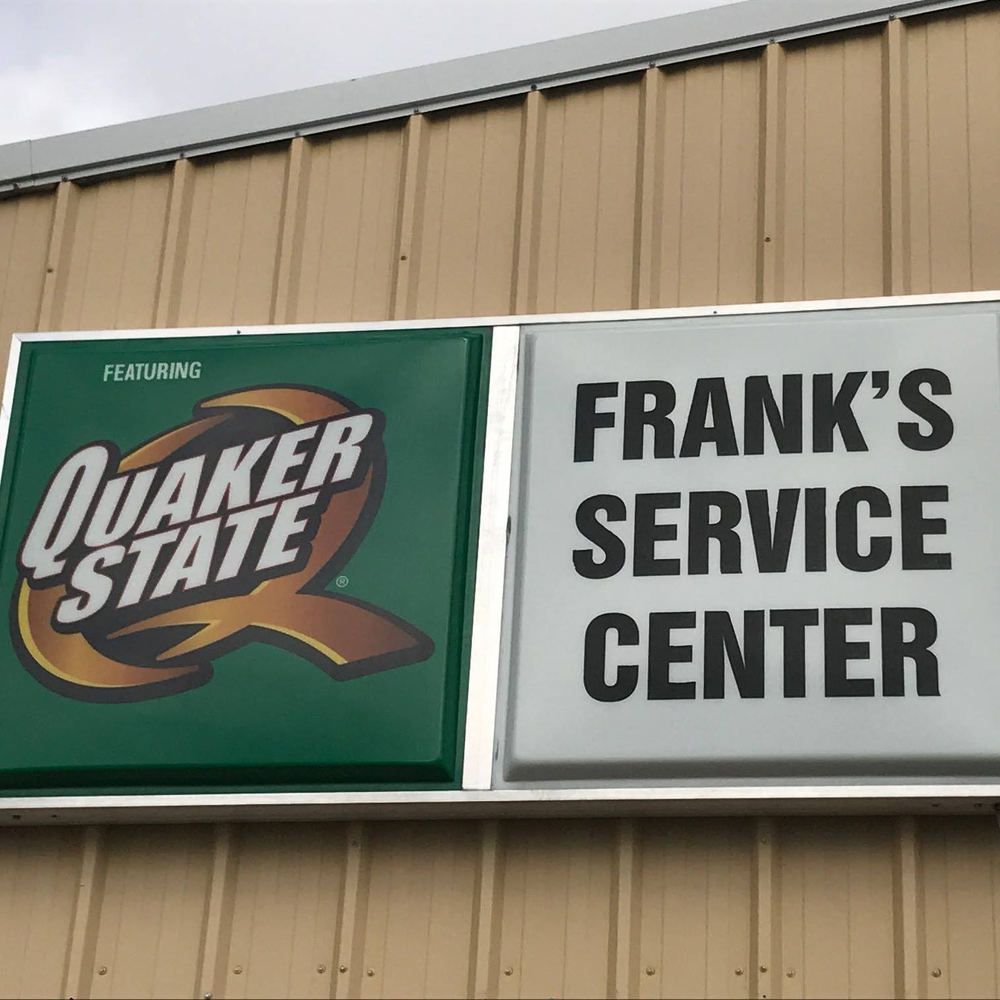 FEATURING
QUAKER
STATE
®
FRANK'S
SERVICE
CENTER